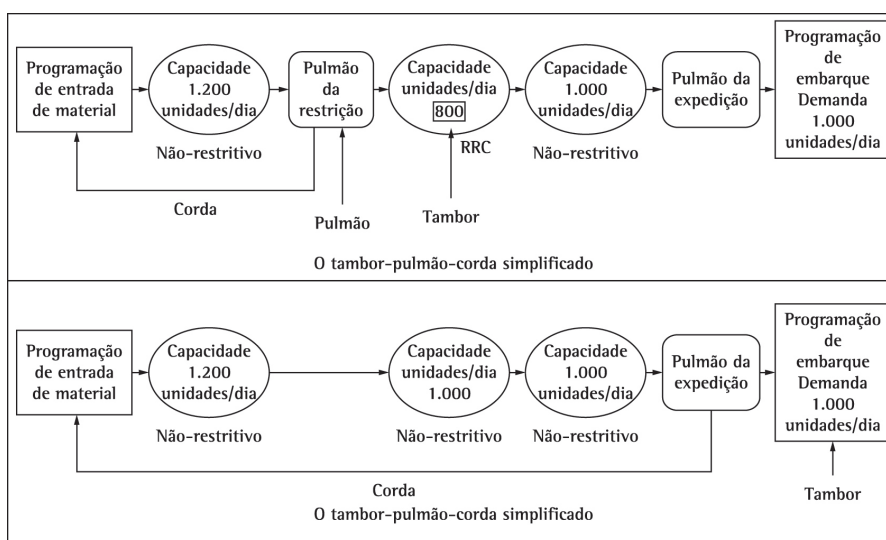 Programação
de entrada
de material
Capacidade
1.200
unidades/dia
Não-restritivo
Pulmão
da
restrição
Capacidade
unidades/dia
800
RRC
Capacidade
1.000
unidades/dia
Não-restritivo
Pulmão da
expedição
Programação
de
embarque
Demanda
1.000
unidades/dia
Corda
Pulmão
Tambor
O tambor-pulmão-corda simplificado
Programação
de entrada
de material
Capacidade
1.200
unidades/dia
Não-restritivo
Capacidade
unidades/dia
1.000
Não-restritivo
Capacidade
1.000
unidades/dia
Não-restritivo
Pulmão da
expedição
Programação
de
embarque
Demanda
1.000
unidades/dia
Corda
Tambor
O tambor-pulmão-corda simplificado